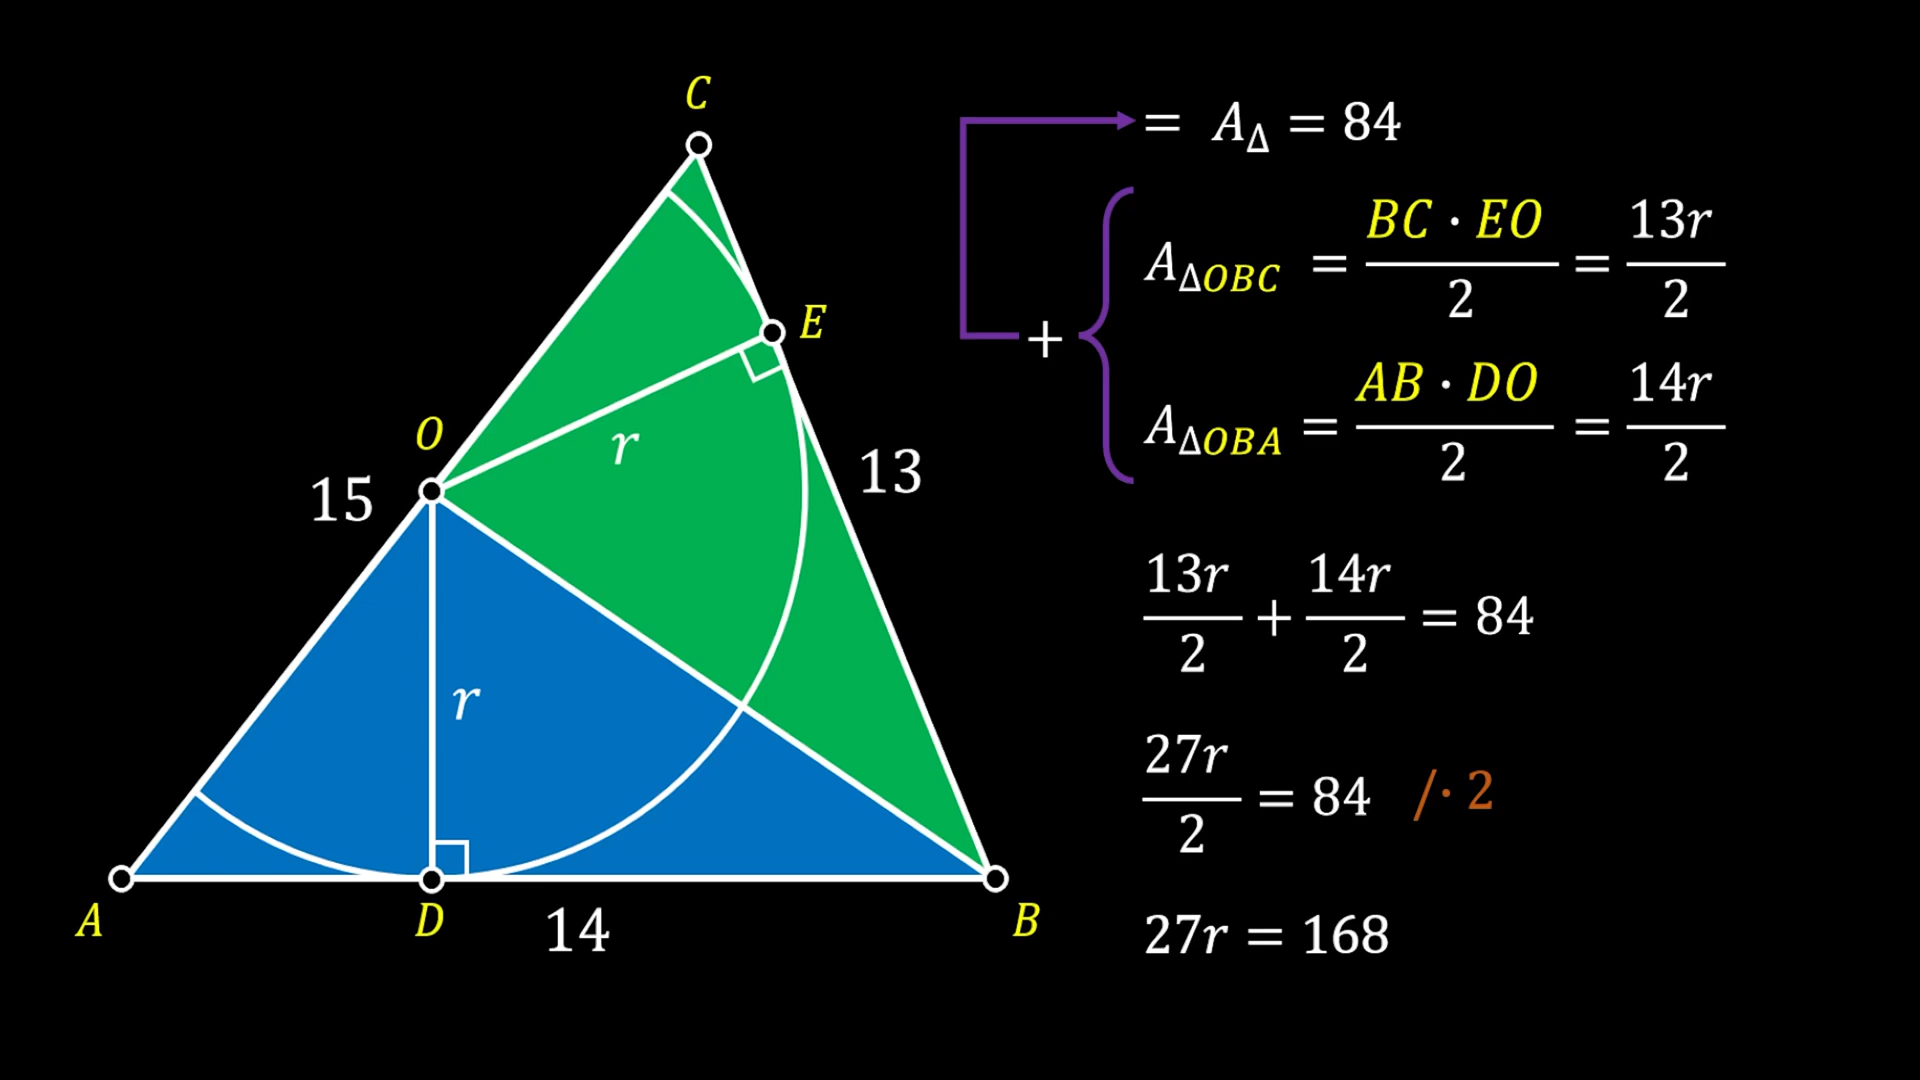 C
E
O
r
15
13
r
A
D
B
14
= A_Δ = 84
A_ΔOBC = BC · EO / 2 = 13r / 2
+
A_ΔOBA = AB · DO / 2 = 14r / 2
13r / 2 + 14r / 2 = 84
27r / 2 = 84 /· 2
27r = 168